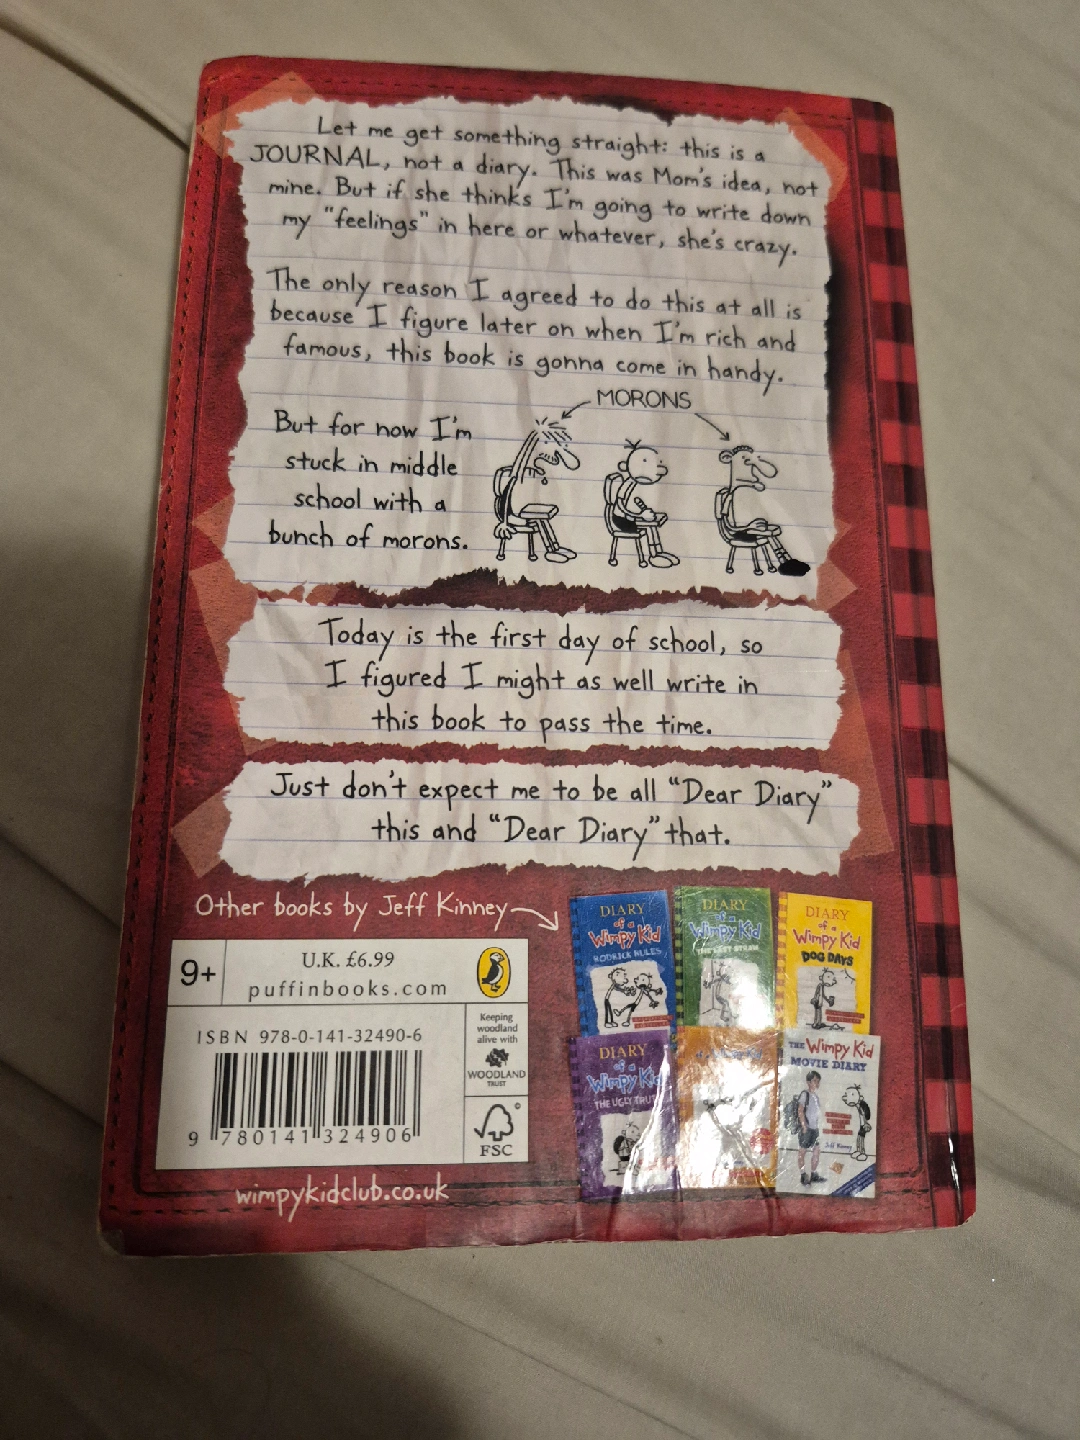 Let me get something straight: this is a
JOURNAL, not a diary. This was Mom's idea, not
mine. But if she thinks I'm going to write down
my "feelings" in here or whatever, she's crazy.
The only reason I agreed to do this at all is
because I figure later on when I'm rich and
famous, this book is gonna come in handy.
MORONS
But for now I'm
stuck in middle
school with a
bunch of morons.
Today is the first day of school, so
I figured I might as well write in
this book to pass the time.
Just don't expect me to be all “Dear Diary”
this and “Dear Diary” that.
Other books by Jeff Kinney
9+
U.K. £6.99
puffinbooks.com
ISBN 978-0-141-32490-6
9 780141 324906
Keeping
woodland
alive with
WOODLAND
TRUST
FSC
wimpykidclub.co.uk
DIARY
of a
Wimpy Kid
RODRICK RULES
DIARY
of a
Wimpy Kid
THE LAST STRAW
DIARY
of a
Wimpy Kid
DOG DAYS
DIARY
of a
Wimpy Kid
THE UGLY TRUTH
THE Wimpy Kid
MOVIE DIARY
Jeff Kinney